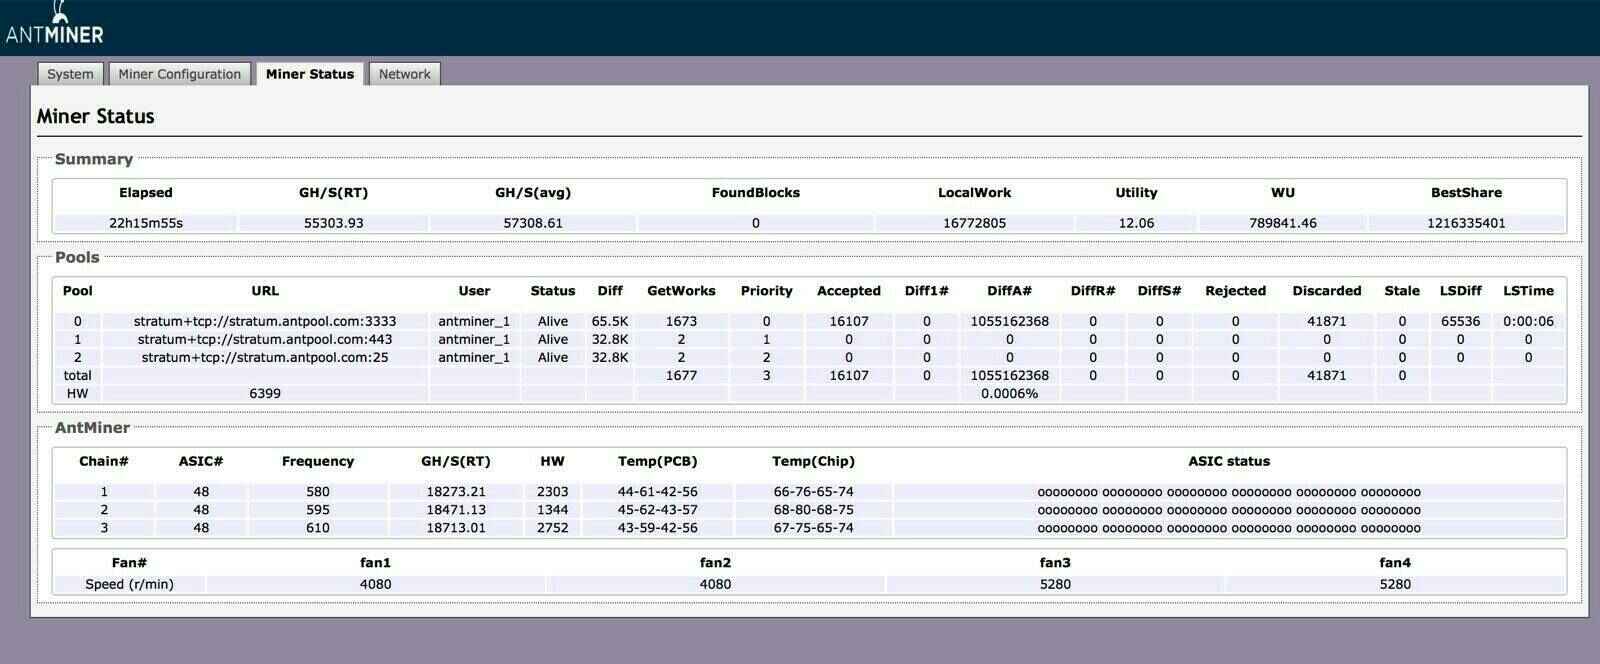 ANTMINER
System Miner Configuration Miner Status Network
Miner Status
Summary
Elapsed GH/S(RT) GH/S(avg) FoundBlocks LocalWork Utility WU BestShare
22h15m55s 55303.93 57308.61 0 16772805 12.06 789841.46 1216335401
Pools
Pool URL User Status Diff GetWorks Priority Accepted Diff1# DiffA# DiffR# DiffS# Rejected Discarded Stale LSDiff LSTime
0 stratum+tcp://stratum.antpool.com:3333 antminer_1 Alive 65.5K 1673 0 16107 0 1055162368 0 0 0 41871 0 65536 0:00:06
1 stratum+tcp://stratum.antpool.com:443 antminer_1 Alive 32.8K 2 1 0 0 0 0 0 0 0 0 0 0
2 stratum+tcp://stratum.antpool.com:25 antminer_1 Alive 32.8K 2 2 0 0 0 0 0 0 0 0 0 0
total 1677 3 16107 0 1055162368 0 0 0 41871 0
HW 6399 0.0006%
AntMiner
Chain# ASIC# Frequency GH/S(RT) HW Temp(PCB) Temp(Chip) ASIC status
1 48 580 18273.21 2303 44-61-42-56 66-76-65-74 oooooooo oooooooo oooooooo oooooooo oooooooo oooooooo
2 48 595 18471.13 1344 45-62-43-57 68-80-68-75 oooooooo oooooooo oooooooo oooooooo oooooooo oooooooo
3 48 610 18713.01 2752 43-59-42-56 67-75-65-74 oooooooo oooooooo oooooooo oooooooo oooooooo oooooooo
Fan# fan1 fan2 fan3 fan4
Speed (r/min) 4080 4080 5280 5280